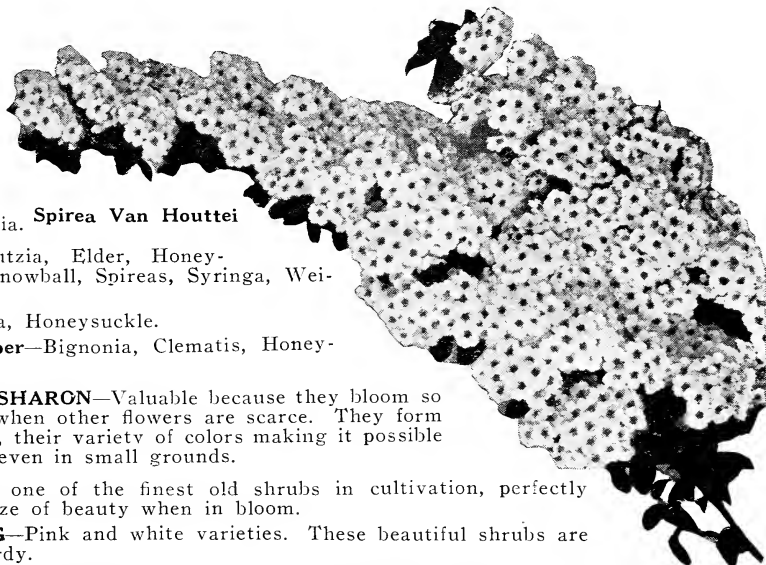 ia. Spirea Van Houttei
utzia, Elder, Honey-
nowball, Spireas, Syringa, Wei-
a, Honeysuckle.
ber—Bignonia, Clematis, Honey-
SHARON—Valuable because they bloom so
when other flowers are scarce. They form
, their variety of colors making it possible
even in small grounds.
one of the finest old shrubs in cultivation, perfectly
ze of beauty when in bloom.
S—Pink and white varieties. These beautiful shrubs are
rdy.